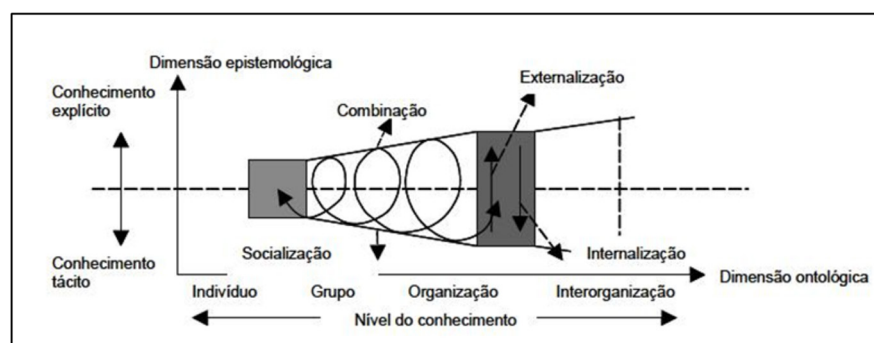 Dimensão epistemológica
Externalização
Conhecimento
explícito
Combinação
Conhecimento
tácito
Socialização
Internalização
Dimensão ontológica
Indivíduo
Grupo
Organização
Interorganização
Nível do conhecimento